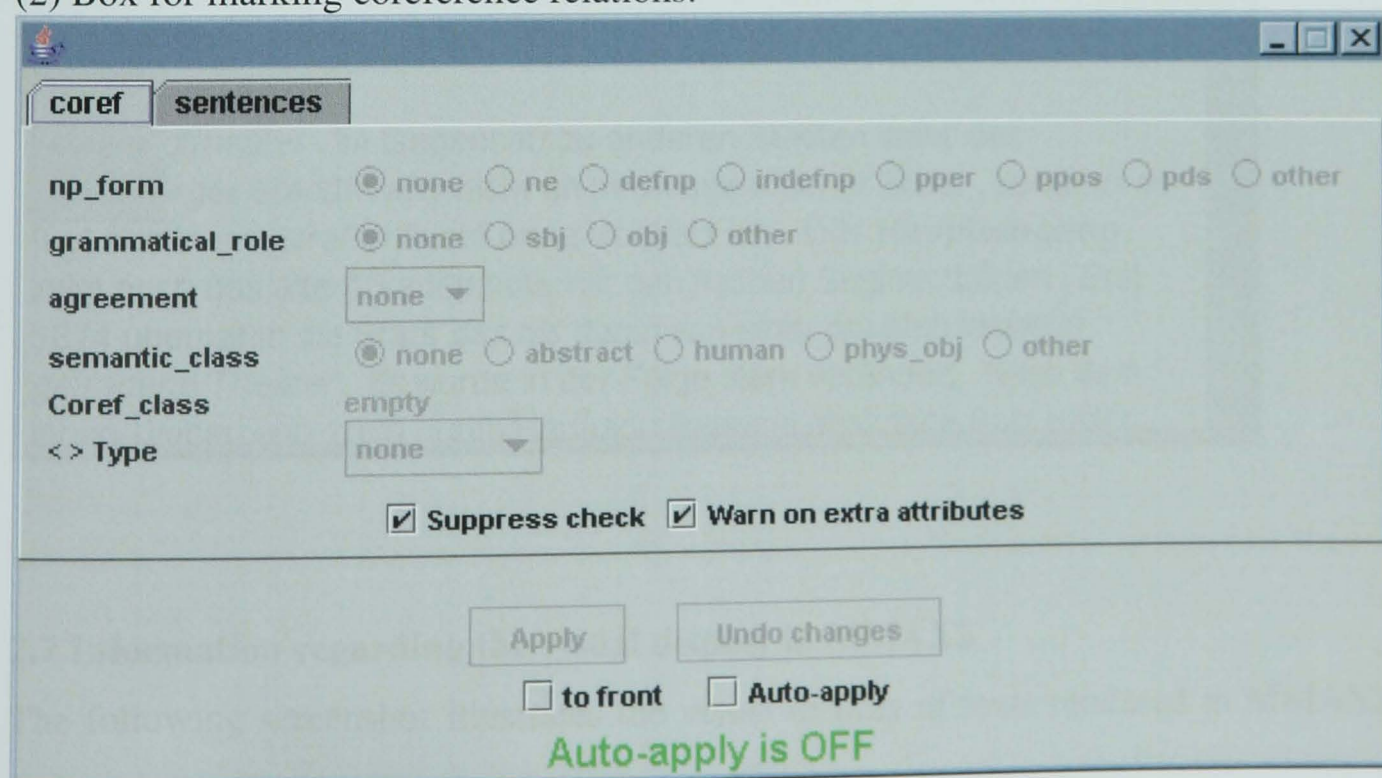 (2) Box for marking coreference relations.
coref sentences
np_form none ne defnp indefnp pper ppos pds other
grammatical_role none sbj obj other
agreement none
semantic_class none abstract human phys_obj other
Coref_class empty
<> Type none
Suppress check Warn on extra attributes
Apply Undo changes
to front Auto-apply
Auto-apply is OFF